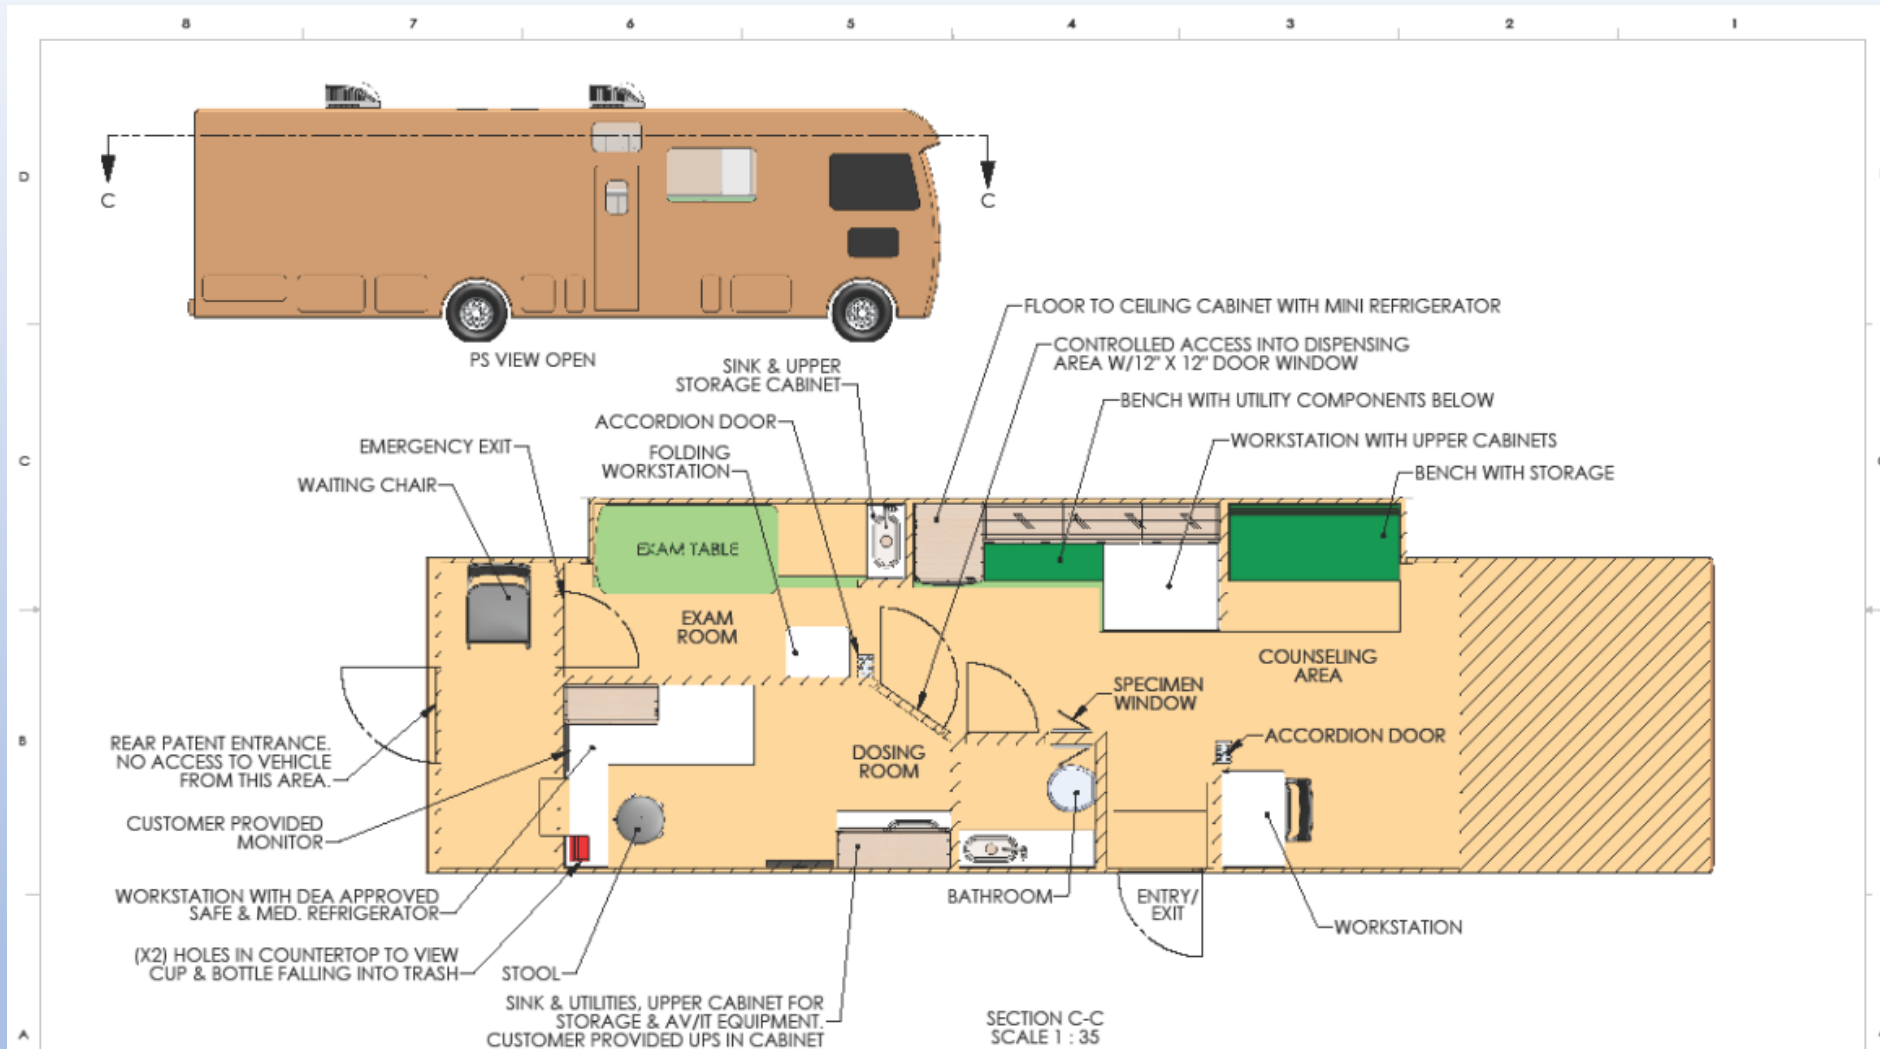 8 7 6 5 4 3 2 1
D
C
B
A
C
C
PS VIEW OPEN
FLOOR TO CEILING CABINET WITH MINI REFRIGERATOR
CONTROLLED ACCESS INTO DISPENSING
AREA W/12" X 12" DOOR WINDOW
SINK & UPPER
STORAGE CABINET
BENCH WITH UTILITY COMPONENTS BELOW
ACCORDION DOOR
WORKSTATION WITH UPPER CABINETS
EMERGENCY EXIT
FOLDING
WORKSTATION
BENCH WITH STORAGE
WAITING CHAIR
EXAM TABLE
EXAM
ROOM
COUNSELING
AREA
SPECIMEN
WINDOW
ACCORDION DOOR
REAR PATENT ENTRANCE.
NO ACCESS TO VEHICLE
FROM THIS AREA.
DOSING
ROOM
CUSTOMER PROVIDED
MONITOR
WORKSTATION WITH DEA APPROVED
SAFE & MED. REFRIGERATOR
BATHROOM
ENTRY/
EXIT
WORKSTATION
(X2) HOLES IN COUNTERTOP TO VIEW
CUP & BOTTLE FALLING INTO TRASH
STOOL
SINK & UTILITIES, UPPER CABINET FOR
STORAGE & AV/IT EQUIPMENT.
CUSTOMER PROVIDED UPS IN CABINET
SECTION C-C
SCALE 1 : 35